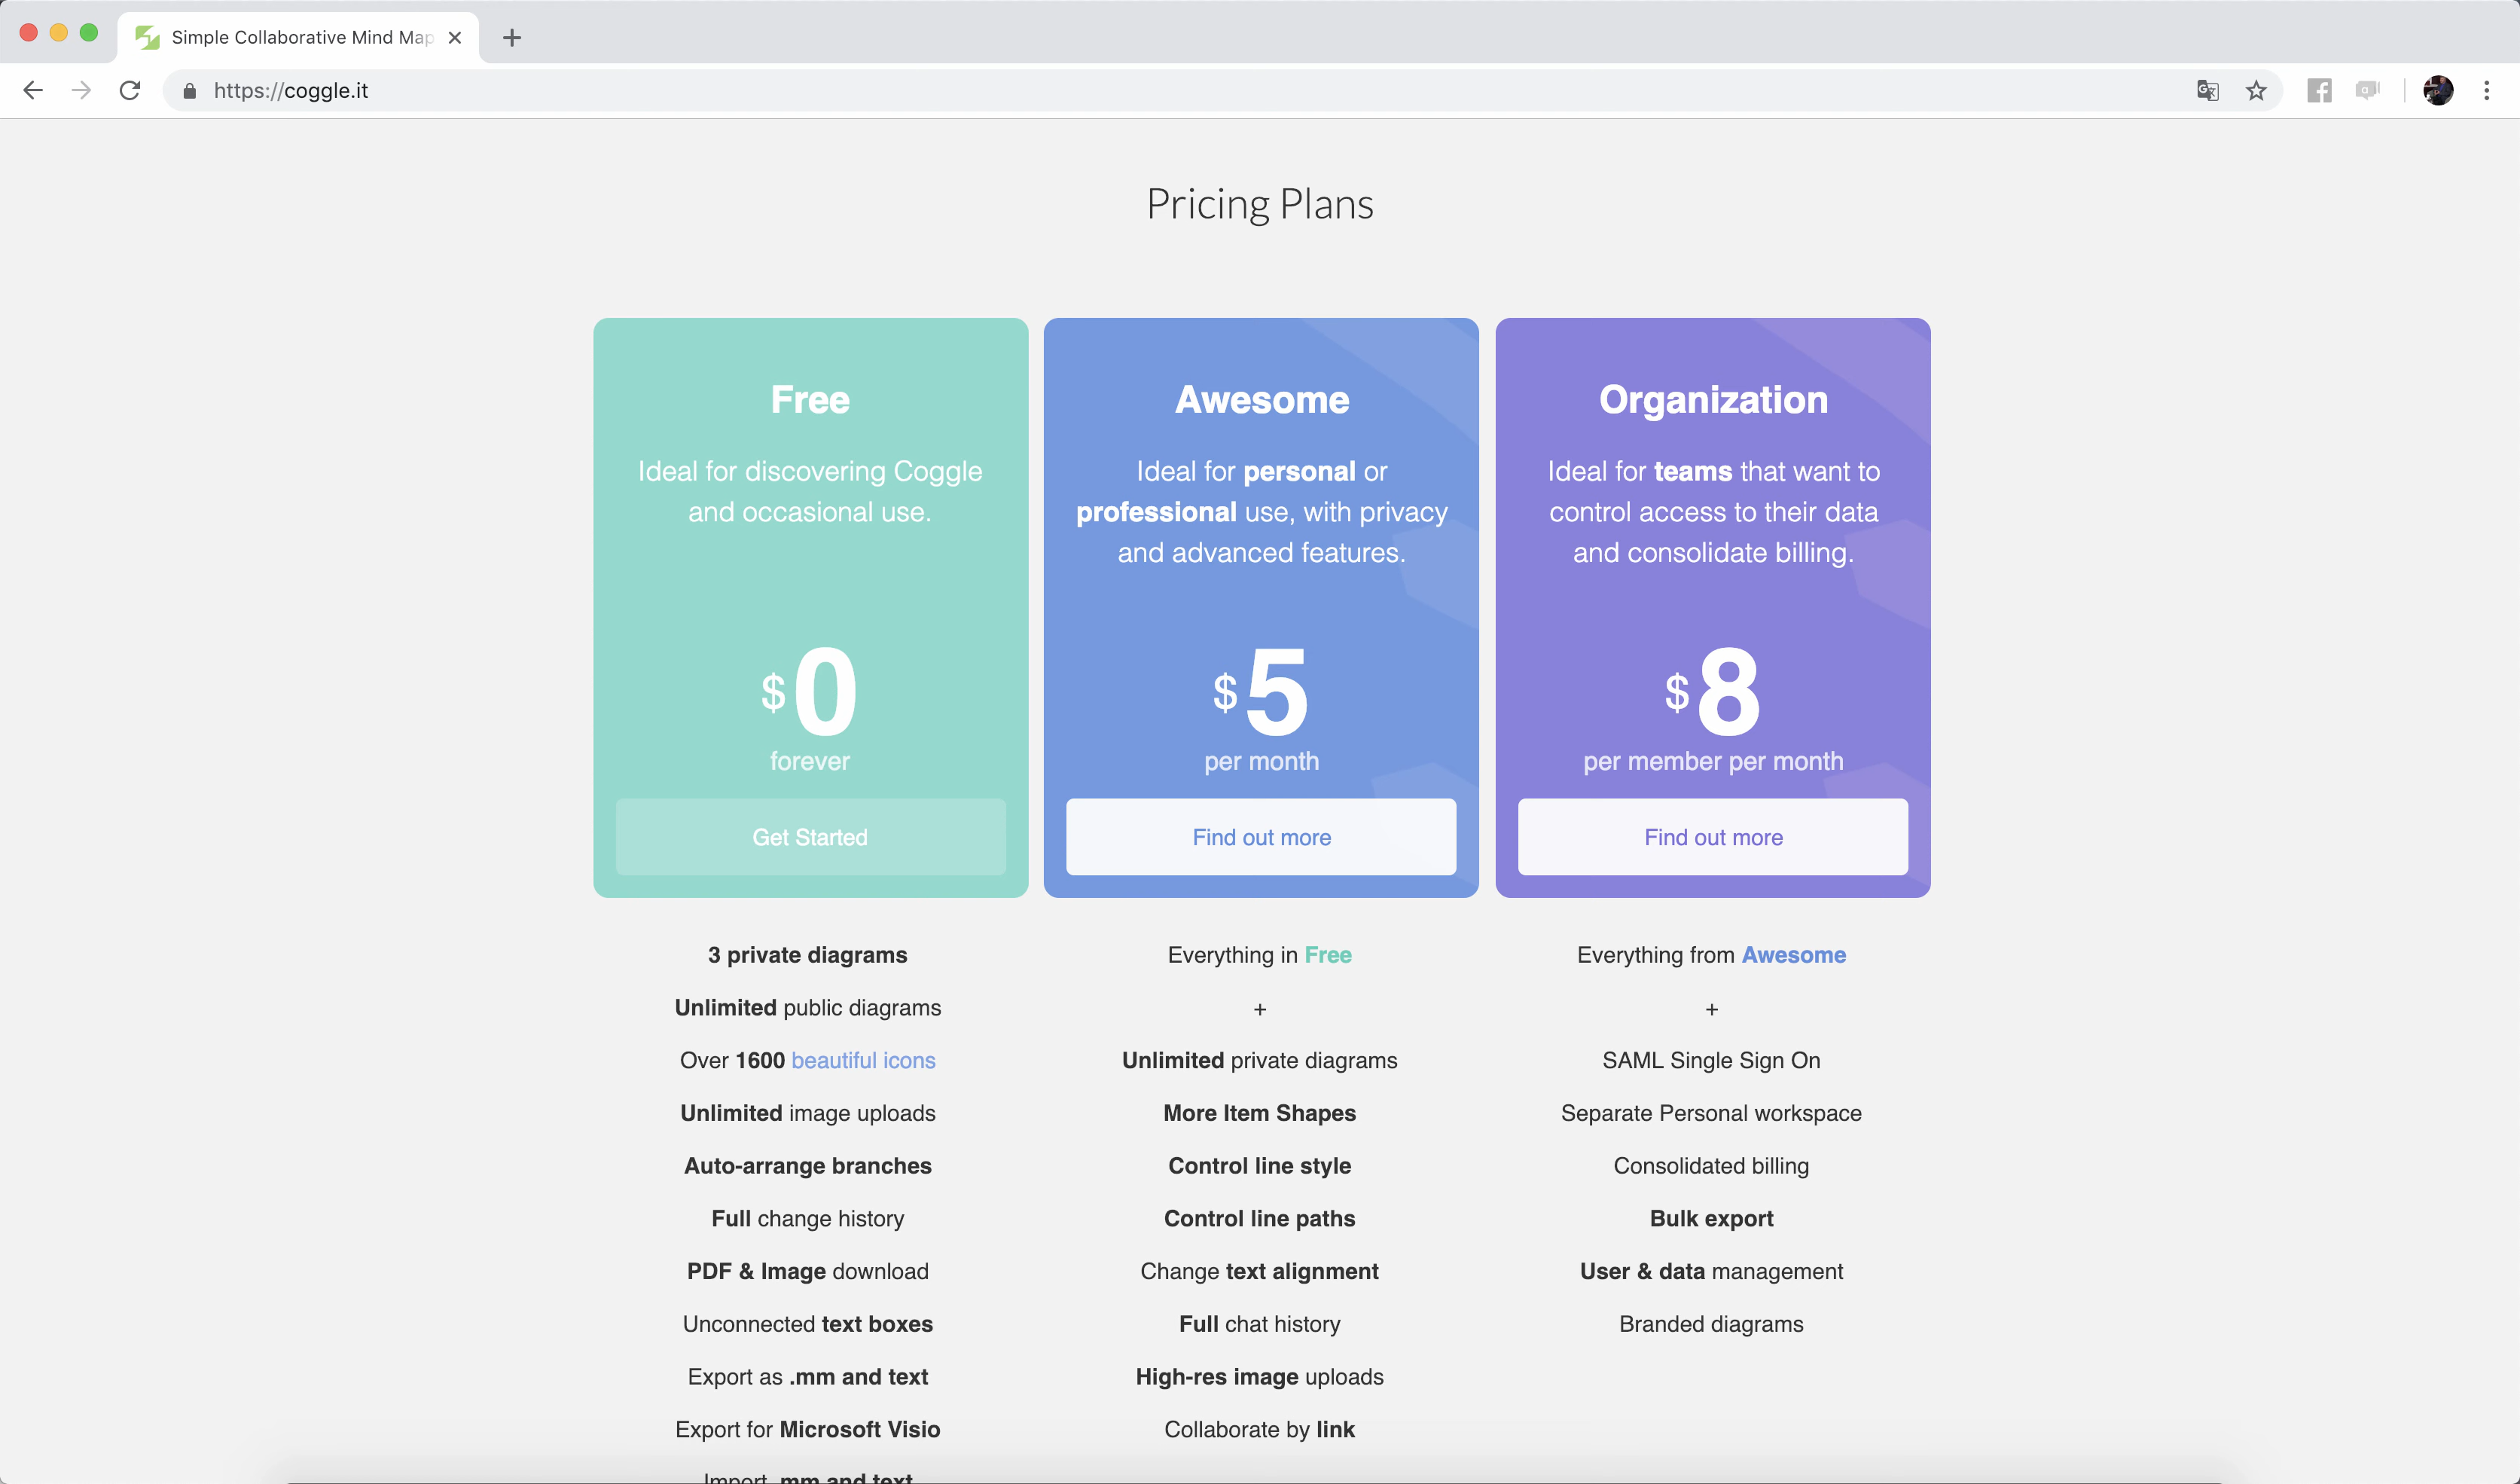 Simple Collaborative Mind Map
https://coggle.it
Pricing Plans
Free
Ideal for discovering Coggle
and occasional use.
$0
forever
Get Started
Awesome
Ideal for personal or
professional use, with privacy
and advanced features.
$5
per month
Find out more
Organization
Ideal for teams that want to
control access to their data
and consolidate billing.
$8
per member per month
Find out more
3 private diagrams
Unlimited public diagrams
Over 1600 beautiful icons
Unlimited image uploads
Auto-arrange branches
Full change history
PDF & Image download
Unconnected text boxes
Export as .mm and text
Export for Microsoft Visio
Import .mm and text
Everything in Free
+
Unlimited private diagrams
More Item Shapes
Control line style
Control line paths
Change text alignment
Full chat history
High-res image uploads
Collaborate by link
Everything from Awesome
+
SAML Single Sign On
Separate Personal workspace
Consolidated billing
Bulk export
User & data management
Branded diagrams